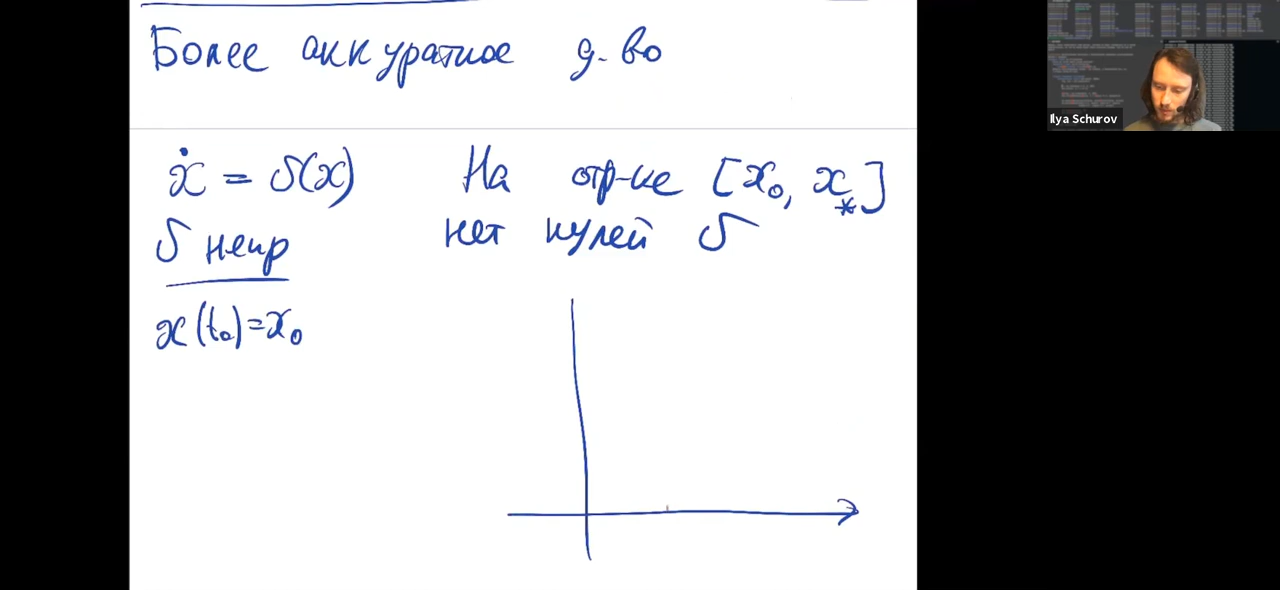 Более аккуратное д-во
ẋ = f(x)
f непр
x(t₀)=x₀
На отр-ке [x₀, x*]
нет нулей f
Ilya Schurov